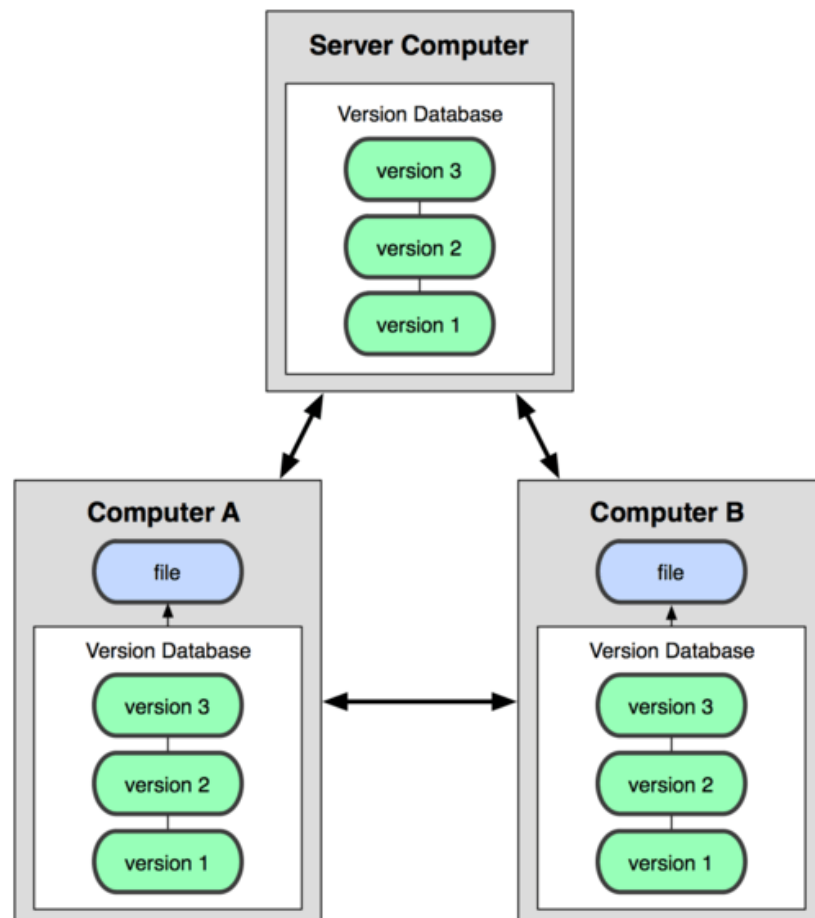 Server Computer
Version Database
version 3
version 2
version 1
Computer A
file
Version Database
version 3
version 2
version 1
Computer B
file
Version Database
version 3
version 2
version 1